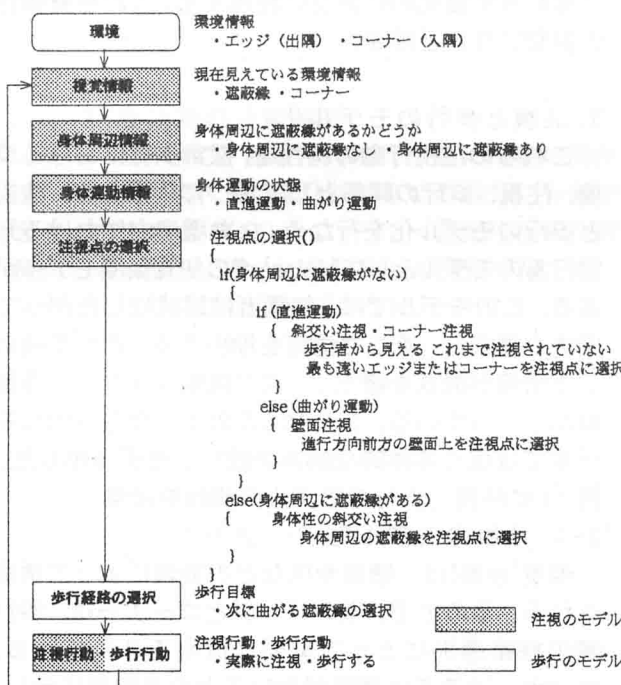 環境
環境情報
・エッジ（出隅）・コーナー（入隅）
視覚情報
現在見えている環境情報
・遮蔽縁 ・コーナー
身体周辺情報
身体周辺に遮蔽縁があるかどうか
・身体周辺に遮蔽縁なし ・身体周辺に遮蔽縁あり
身体運動情報
身体運動の状態
・直進運動 ・曲がり運動
注視点の選択
注視点の選択()
{
if(身体周辺に遮蔽縁がない)
{
if (直進運動)
{ 斜交い注視・コーナー注視
歩行者から見える これまで注視されていない
最も遠いエッジまたはコーナーを注視点に選択
}
else (曲がり運動)
{ 壁面注視
進行方向前方の壁面上を注視点に選択
}
}
else(身体周辺に遮蔽縁がある)
{ 身体性の斜交い注視
身体周辺の遮蔽縁を注視点に選択
}
}
歩行経路の選択
歩行目標
・次に曲がる遮蔽縁の選択
注視行動・歩行行動
注視行動・歩行行動
・実際に注視・歩行する
注視のモデル
歩行のモデル